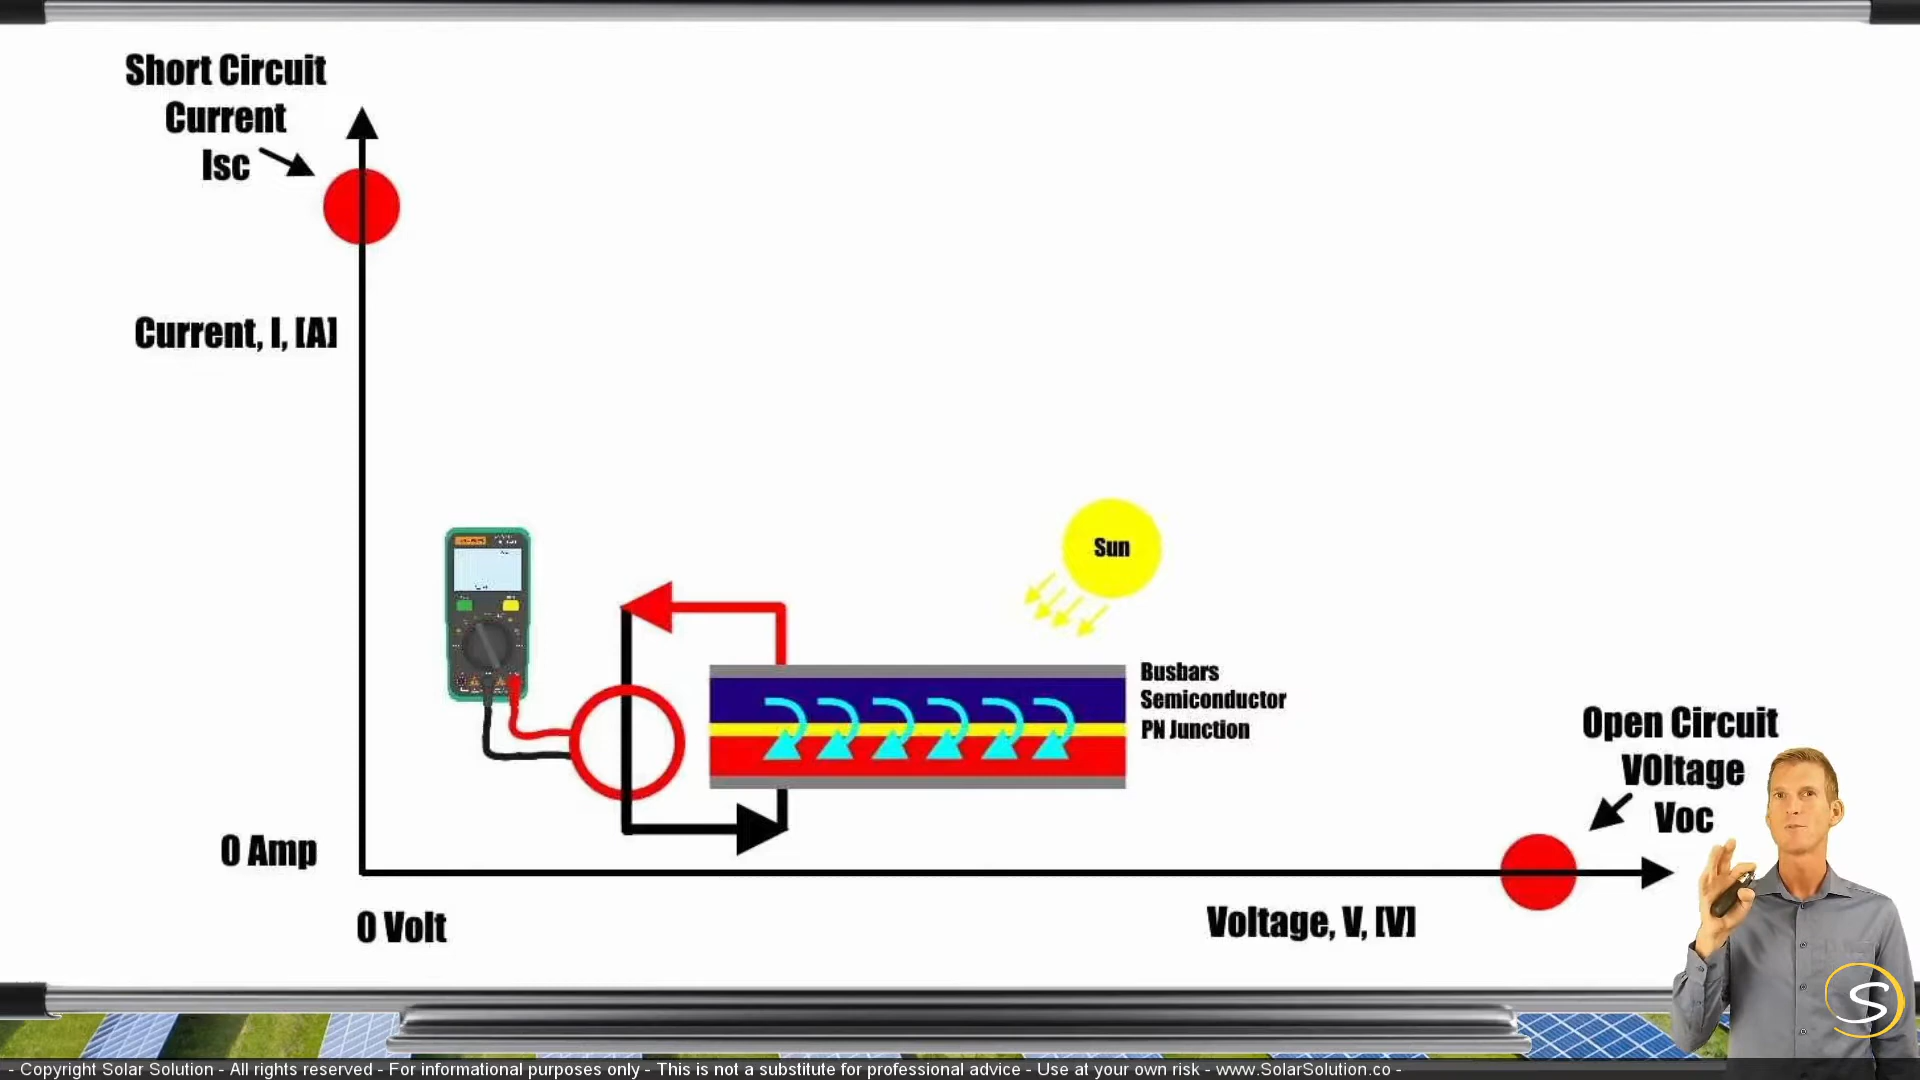 Short Circuit
Current
Isc
Current, I, [A]
Sun
Busbars
Semiconductor
PN Junction
Open Circuit
VOltage
Voc
0 Amp
0 Volt
Voltage, V, [V]
S
- Copyright Solar Solution - All rights reserved - For informational purposes only - This is not a substitute for professional advice - Use at your own risk - www.SolarSolution.co -